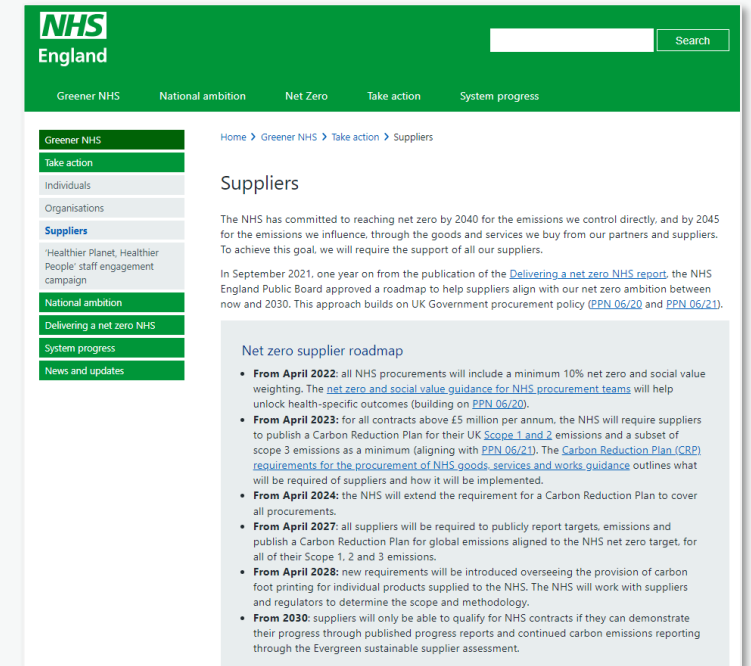 NHS
England
Search
Greener NHS National ambition Net Zero Take action System progress
Greener NHS
Take action
Individuals
Organisations
Suppliers
'Healthier Planet, Healthier
People' staff engagement
campaign
National ambition
Delivering a net zero NHS
System progress
News and updates
Home > Greener NHS > Take action > Suppliers
Suppliers
The NHS has committed to reaching net zero by 2040 for the emissions we control directly, and by 2045
for the emissions we influence, through the goods and services we buy from our partners and suppliers.
To achieve this goal, we will require the support of all our suppliers.
In September 2021, one year on from the publication of the Delivering a net zero NHS report, the NHS
England Public Board approved a roadmap to help suppliers align with our net zero ambition between
now and 2030. This approach builds on UK Government procurement policy (PPN 06/20 and PPN 06/21).
Net zero supplier roadmap
• From April 2022: all NHS procurements will include a minimum 10% net zero and social value
weighting. The net zero and social value guidance for NHS procurement teams will help
unlock health-specific outcomes (building on PPN 06/20).
• From April 2023: for all contracts above £5 million per annum, the NHS will require suppliers
to publish a Carbon Reduction Plan for their UK Scope 1 and 2 emissions and a subset of
scope 3 emissions as a minimum (aligning with PPN 06/21). The Carbon Reduction Plan (CRP)
requirements for the procurement of NHS goods, services and works guidance outlines what
will be required of suppliers and how it will be implemented.
• From April 2024: the NHS will extend the requirement for a Carbon Reduction Plan to cover
all procurements.
• From April 2027: all suppliers will be required to publicly report targets, emissions and
publish a Carbon Reduction Plan for global emissions aligned to the NHS net zero target, for
all of their Scope 1, 2 and 3 emissions.
• From April 2028: new requirements will be introduced overseeing the provision of carbon
foot printing for individual products supplied to the NHS. The NHS will work with suppliers
and regulators to determine the scope and methodology.
• From 2030: suppliers will only be able to qualify for NHS contracts if they can demonstrate
their progress through published progress reports and continued carbon emissions reporting
through the Evergreen sustainable supplier assessment.